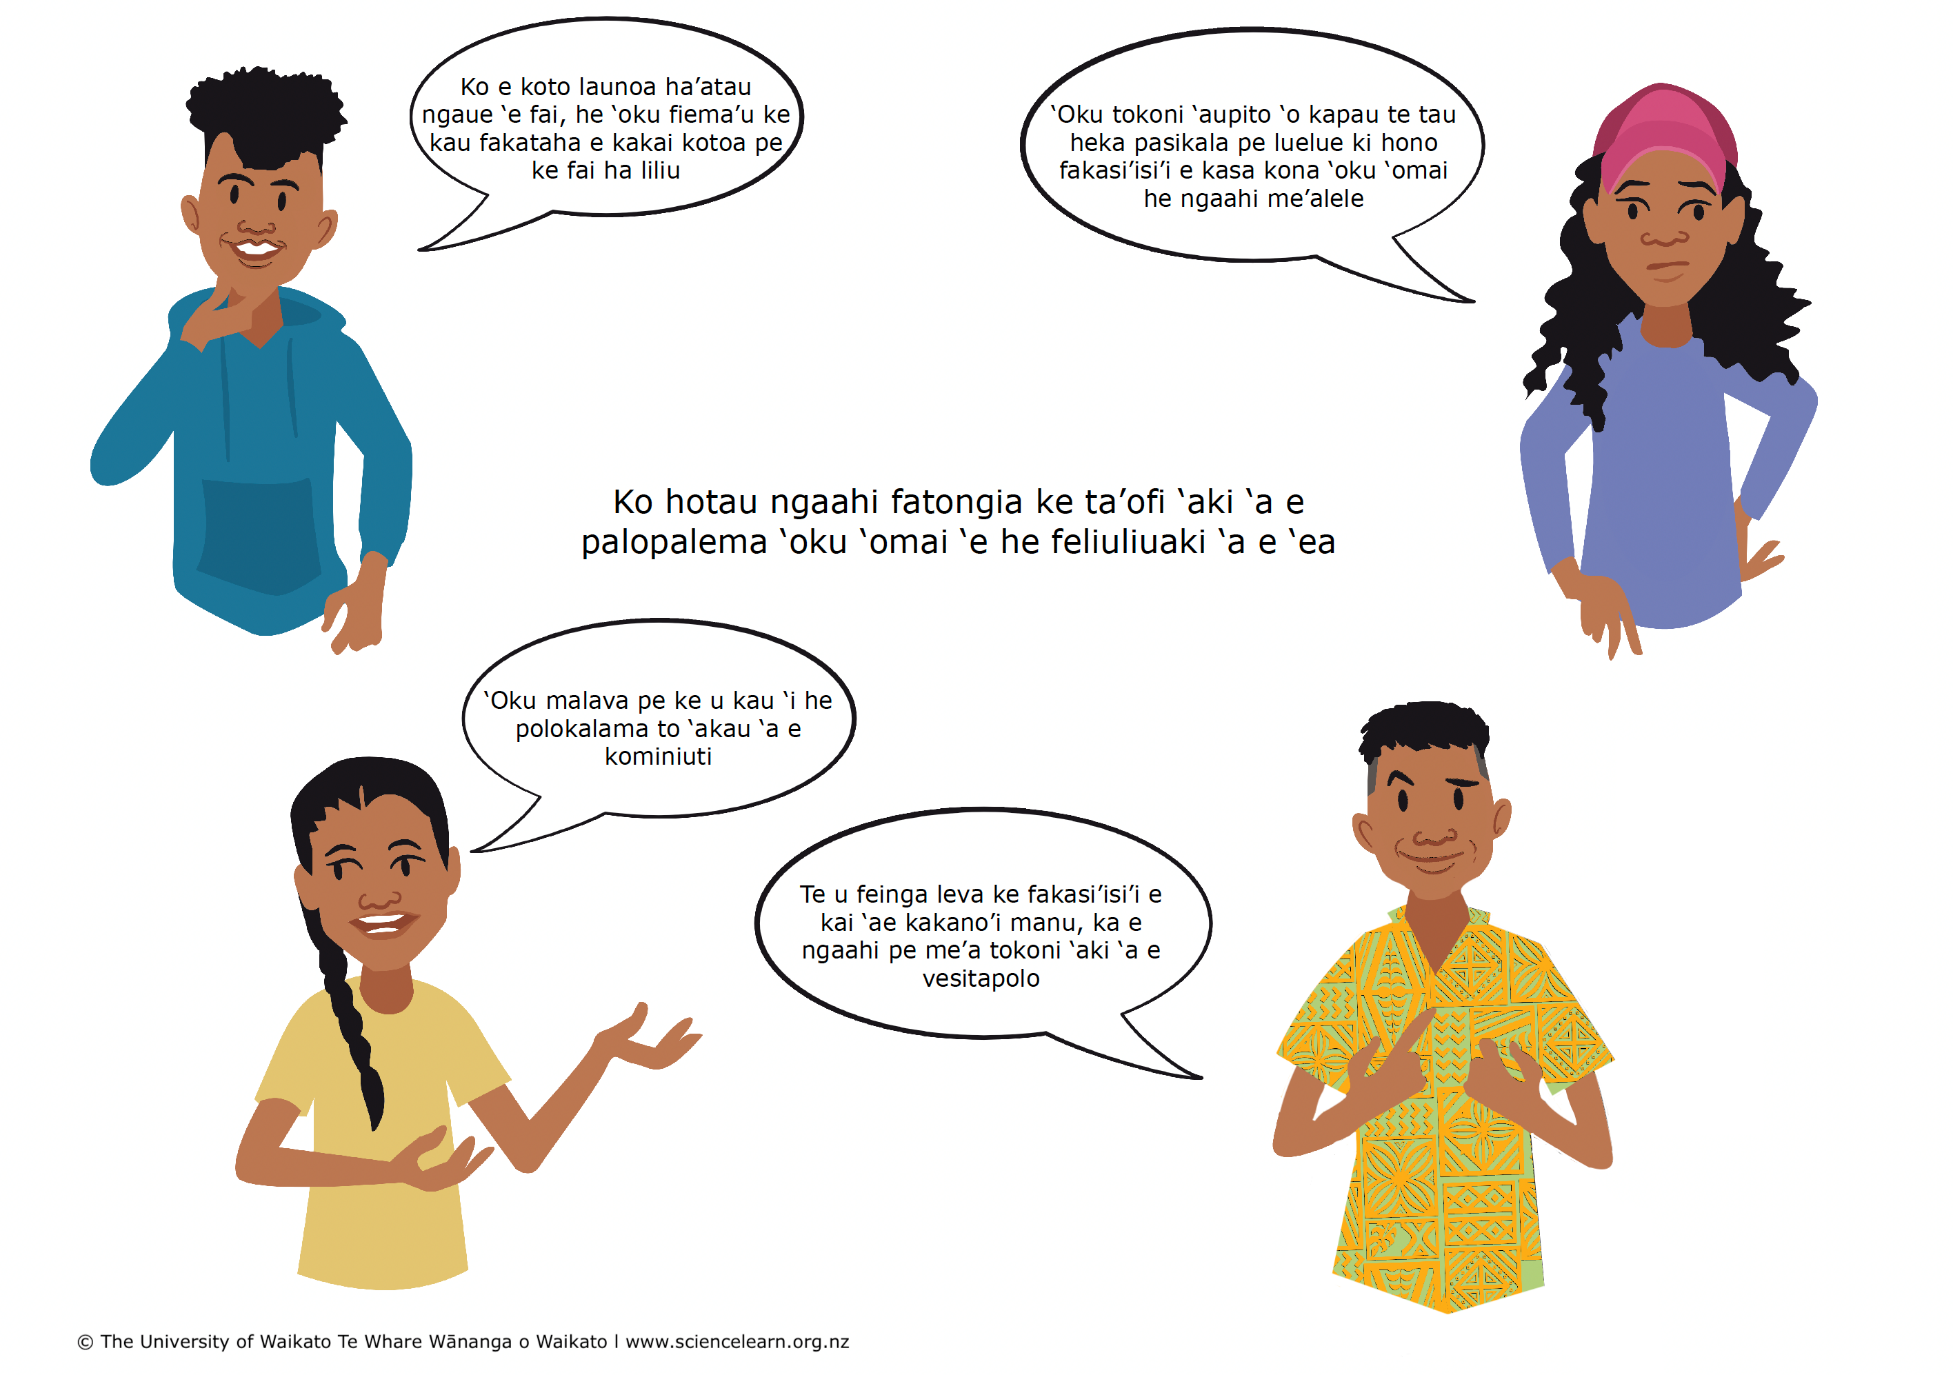 Ko e koto launoa ha’atau
ngaue ‘e fai, he ‘oku fiema’u ke
kau fakataha e kakai kotoa pe
ke fai ha liliu
‘Oku tokoni ‘aupito ‘o kapau te tau
heka pasikala pe luelue ki hono
fakasi’isi’i e kasa kona ‘oku ‘omai
he ngaahi me’alele
Ko hotau ngaahi fatongia ke ta’ofi ‘aki ‘a e
palopalema ‘oku ‘omai ‘e he feliuliuaki ‘a e ‘ea
‘Oku malava pe ke u kau ‘i he
polokalama to ‘akau ‘a e
kominiuti
Te u feinga leva ke fakasi’isi’i e
kai ‘ae kakano’i manu, ka e
ngaahi pe me’a tokoni ‘aki ‘a e
vesitapolo
© The University of Waikato Te Whare Wānanga o Waikato l www.sciencelearn.org.nz